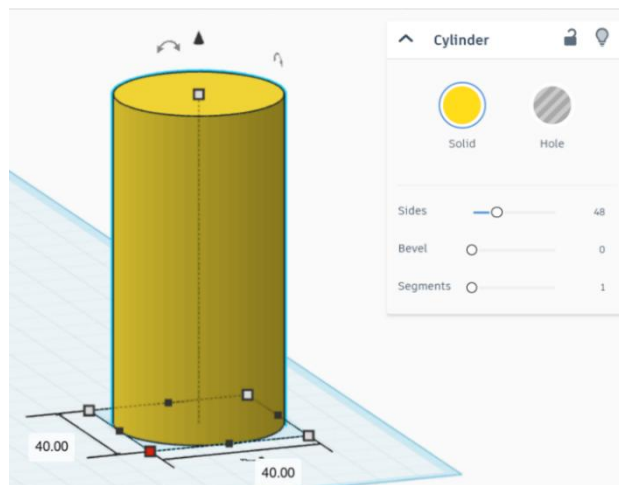 Cylinder
Solid Hole
Sides 48
Bevel 0
Segments 1
40.00
40.00